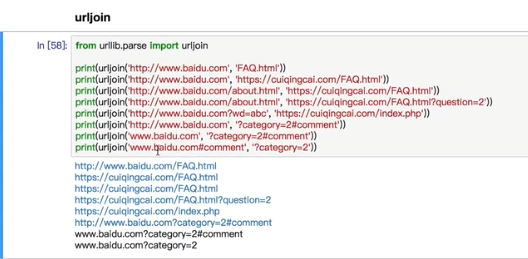 urljoin
In [58]: from urllib.parse import urljoin
print(urljoin('http://www.baidu.com', 'FAQ.html'))
print(urljoin('http://www.baidu.com', 'https://cuiqingcai.com/FAQ.html'))
print(urljoin('http://www.baidu.com/about.html', 'https://cuiqingcai.com/FAQ.html'))
print(urljoin('http://www.baidu.com/about.html', 'https://cuiqingcai.com/FAQ.html?question=2'))
print(urljoin('http://www.baidu.com?wd=abc', 'https://cuiqingcai.com/index.php'))
print(urljoin('http://www.baidu.com', '?category=2#comment'))
print(urljoin('www.baidu.com', '?category=2#comment'))
print(urljoin('www.baidu.com#comment', '?category=2'))
http://www.baidu.com/FAQ.html
https://cuiqingcai.com/FAQ.html
https://cuiqingcai.com/FAQ.html
https://cuiqingcai.com/FAQ.html?question=2
https://cuiqingcai.com/index.php
http://www.baidu.com?category=2#comment
www.baidu.com?category=2#comment
www.baidu.com?category=2